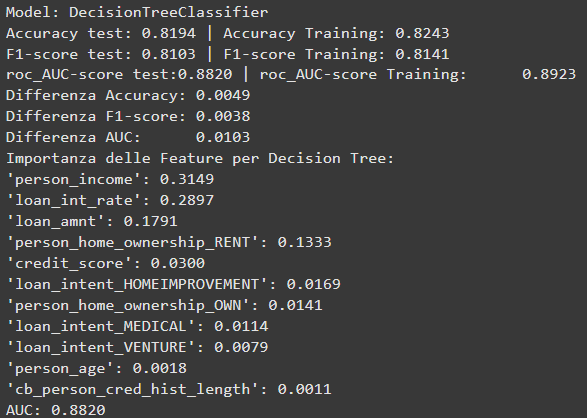 Model: DecisionTreeClassifier
Accuracy test: 0.8194 | Accuracy Training: 0.8243
F1-score test: 0.8103 | F1-score Training: 0.8141
roc_AUC-score test:0.8820 | roc_AUC-score Training:      0.8923
Differenza Accuracy: 0.0049
Differenza F1-score: 0.0038
Differenza AUC:      0.0103
Importanza delle Feature per Decision Tree:
'person_income': 0.3149
'loan_int_rate': 0.2897
'loan_amnt': 0.1791
'person_home_ownership_RENT': 0.1333
'credit_score': 0.0300
'loan_intent_HOMEIMPROVEMENT': 0.0169
'person_home_ownership_OWN': 0.0141
'loan_intent_MEDICAL': 0.0114
'loan_intent_VENTURE': 0.0079
'person_age': 0.0018
'cb_person_cred_hist_length': 0.0011
AUC: 0.8820